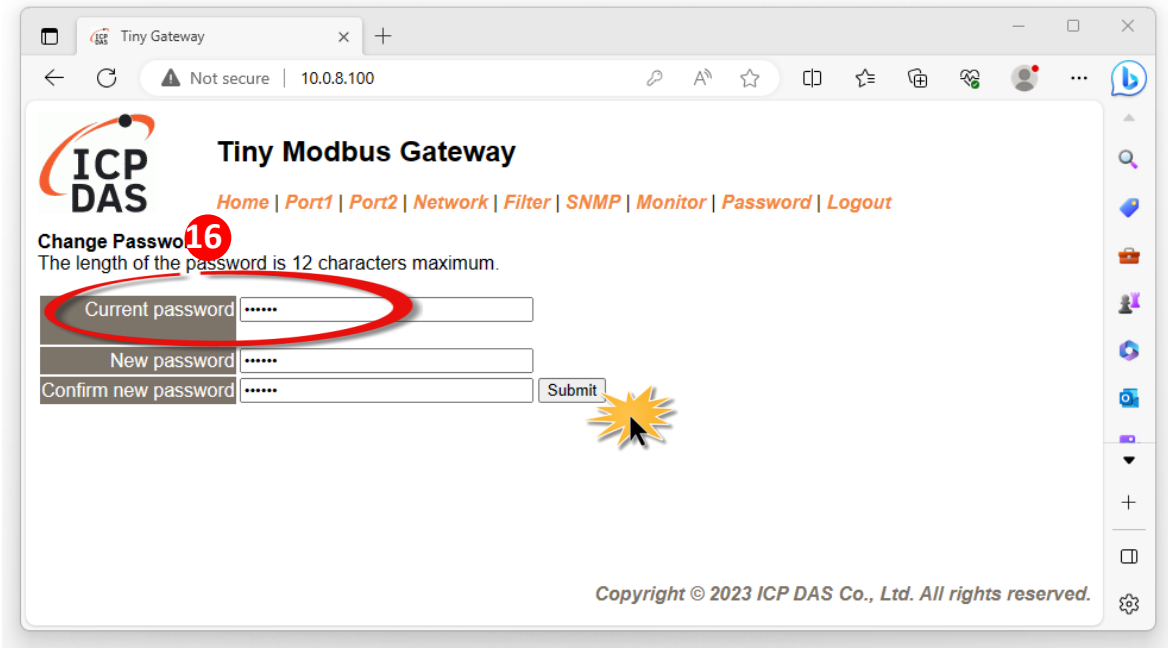 Tiny Gateway
Not secure | 10.0.8.100
ICP
DAS
Tiny Modbus Gateway
Home | Port1 | Port2 | Network | Filter | SNMP | Monitor | Password | Logout
16
Change Passwo
The length of the password is 12 characters maximum.
Current password ••••••
New password ••••••
Confirm new password •••••• Submit
Copyright © 2023 ICP DAS Co., Ltd. All rights reserved.